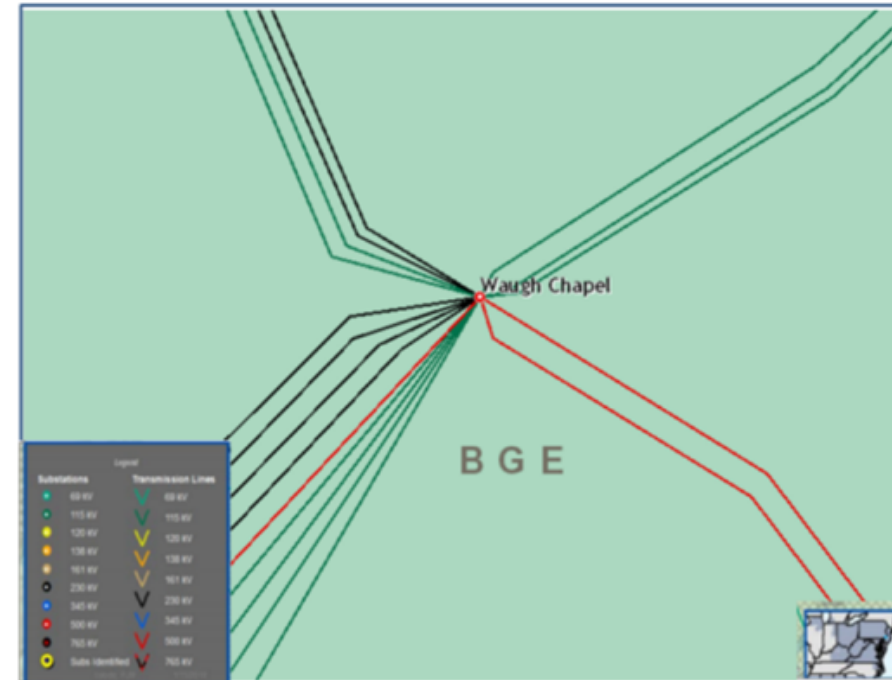 Waugh Chapel
B G E
Legend
Substations Transmission Lines
69 KV 69 KV
115 KV 115 KV
120 KV 120 KV
138 KV 138 KV
161 KV 161 KV
230 KV 230 KV
345 KV 345 KV
500 KV 500 KV
765 KV 765 KV
Subs Identified